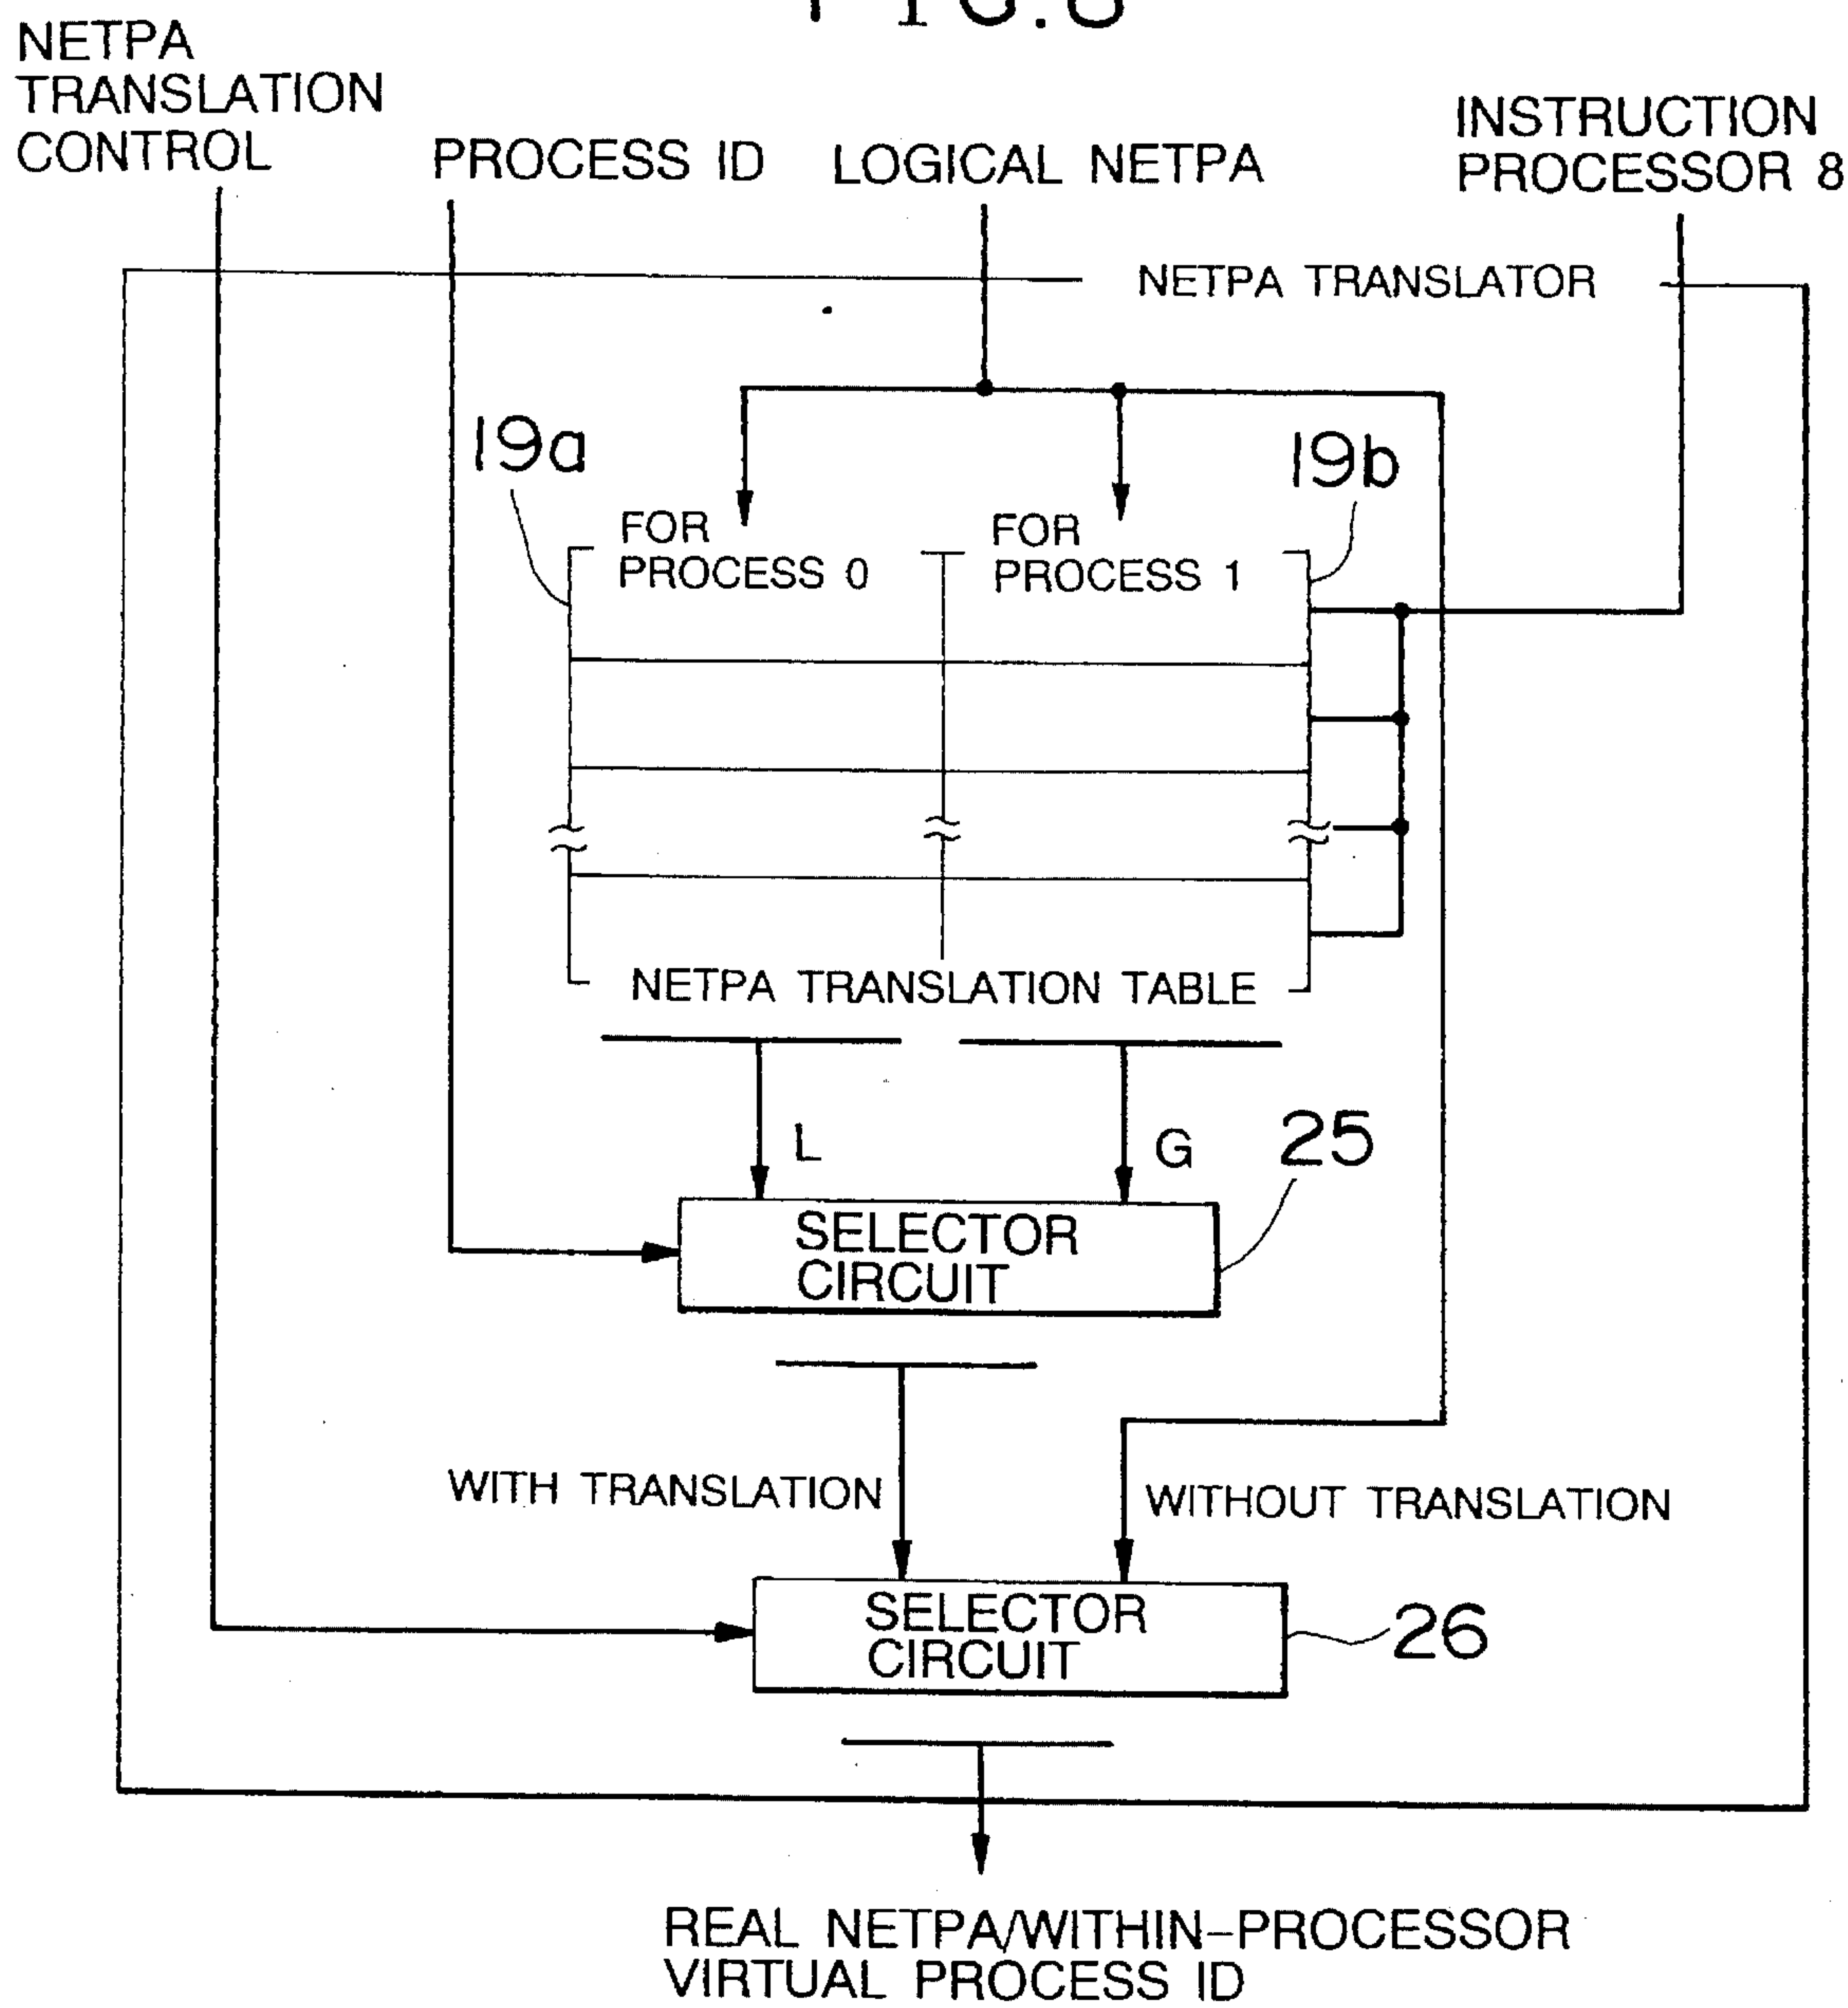 NETPA
TRANSLATION
CONTROL
PROCESS ID
LOGICAL NETPA
INSTRUCTION
PROCESSOR 8
NETPA TRANSLATOR
19a
19b
FOR
PROCESS 0
FOR
PROCESS 1
NETPA TRANSLATION TABLE
L
G
25
SELECTOR
CIRCUIT
WITH TRANSLATION
WITHOUT TRANSLATION
SELECTOR
CIRCUIT
26
REAL NETPA/WITHIN-PROCESSOR
VIRTUAL PROCESS ID